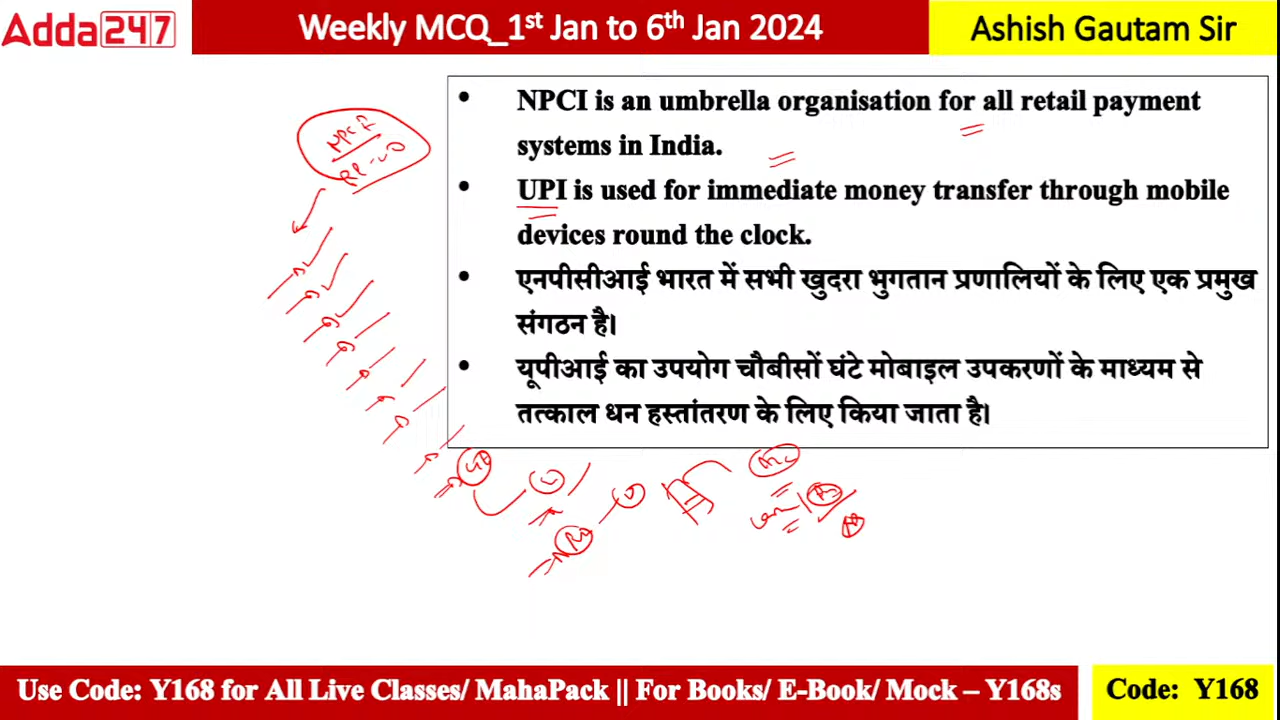 Adda247
Weekly MCQ_1st Jan to 6th Jan 2024
Ashish Gautam Sir
• NPCI is an umbrella organisation for all retail payment
systems in India.
• UPI is used for immediate money transfer through mobile
devices round the clock.
• एनपीसीआई भारत में सभी खुदरा भुगतान प्रणालियों के लिए एक प्रमुख
संगठन है।
• यूपीआई का उपयोग चौबीसों घंटे मोबाइल उपकरणों के माध्यम से
तत्काल धन हस्तांतरण के लिए किया जाता है।
Use Code: Y168 for All Live Classes/ MahaPack || For Books/ E-Book/ Mock – Y168s
Code: Y168